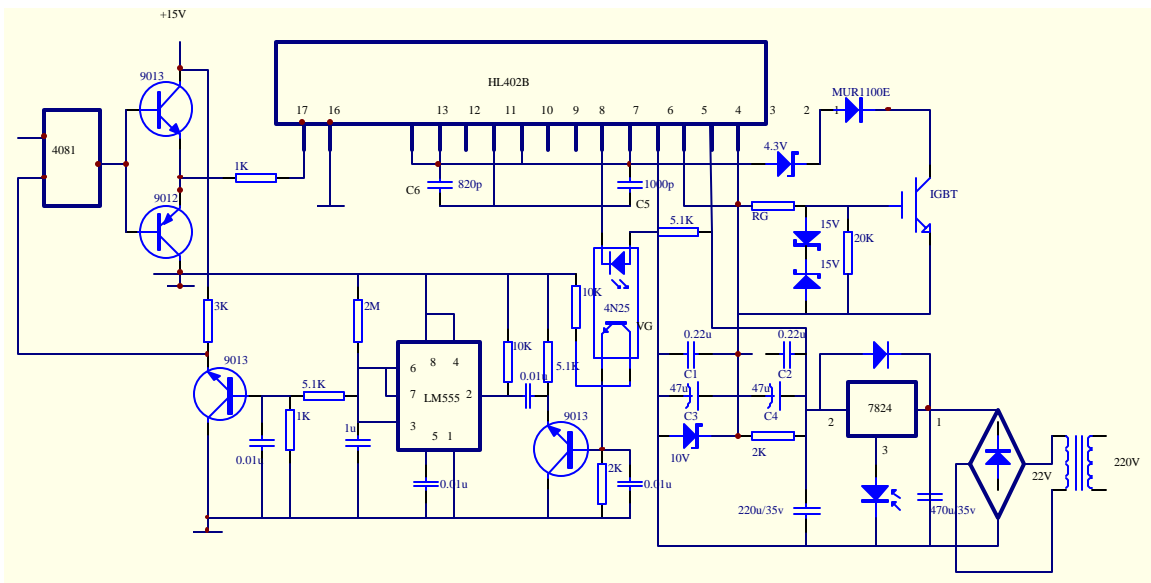 +15V
9013
HL402B
MUR1100E
17 16 13 12 11 10 9 8 7 6 5 4 3 2 1
4081
4.3V
1K
C6 820p 1000p
9012
IGBT
C5
RG
5.1K
15V
20K
15V
10K
3K
2M
4N25
VG
0.22u
0.22u
10K
9013
8 4
6
5.1K
0.01u
C1
C2
5.1K
7 LM555 2
47u
47u
7824
1K
9013
C3
C4
2
1
1u
3
5 1
10V
2K
3
0.01u
2K
22V
220V
0.01u
0.01u
220u/35v
470u/35v